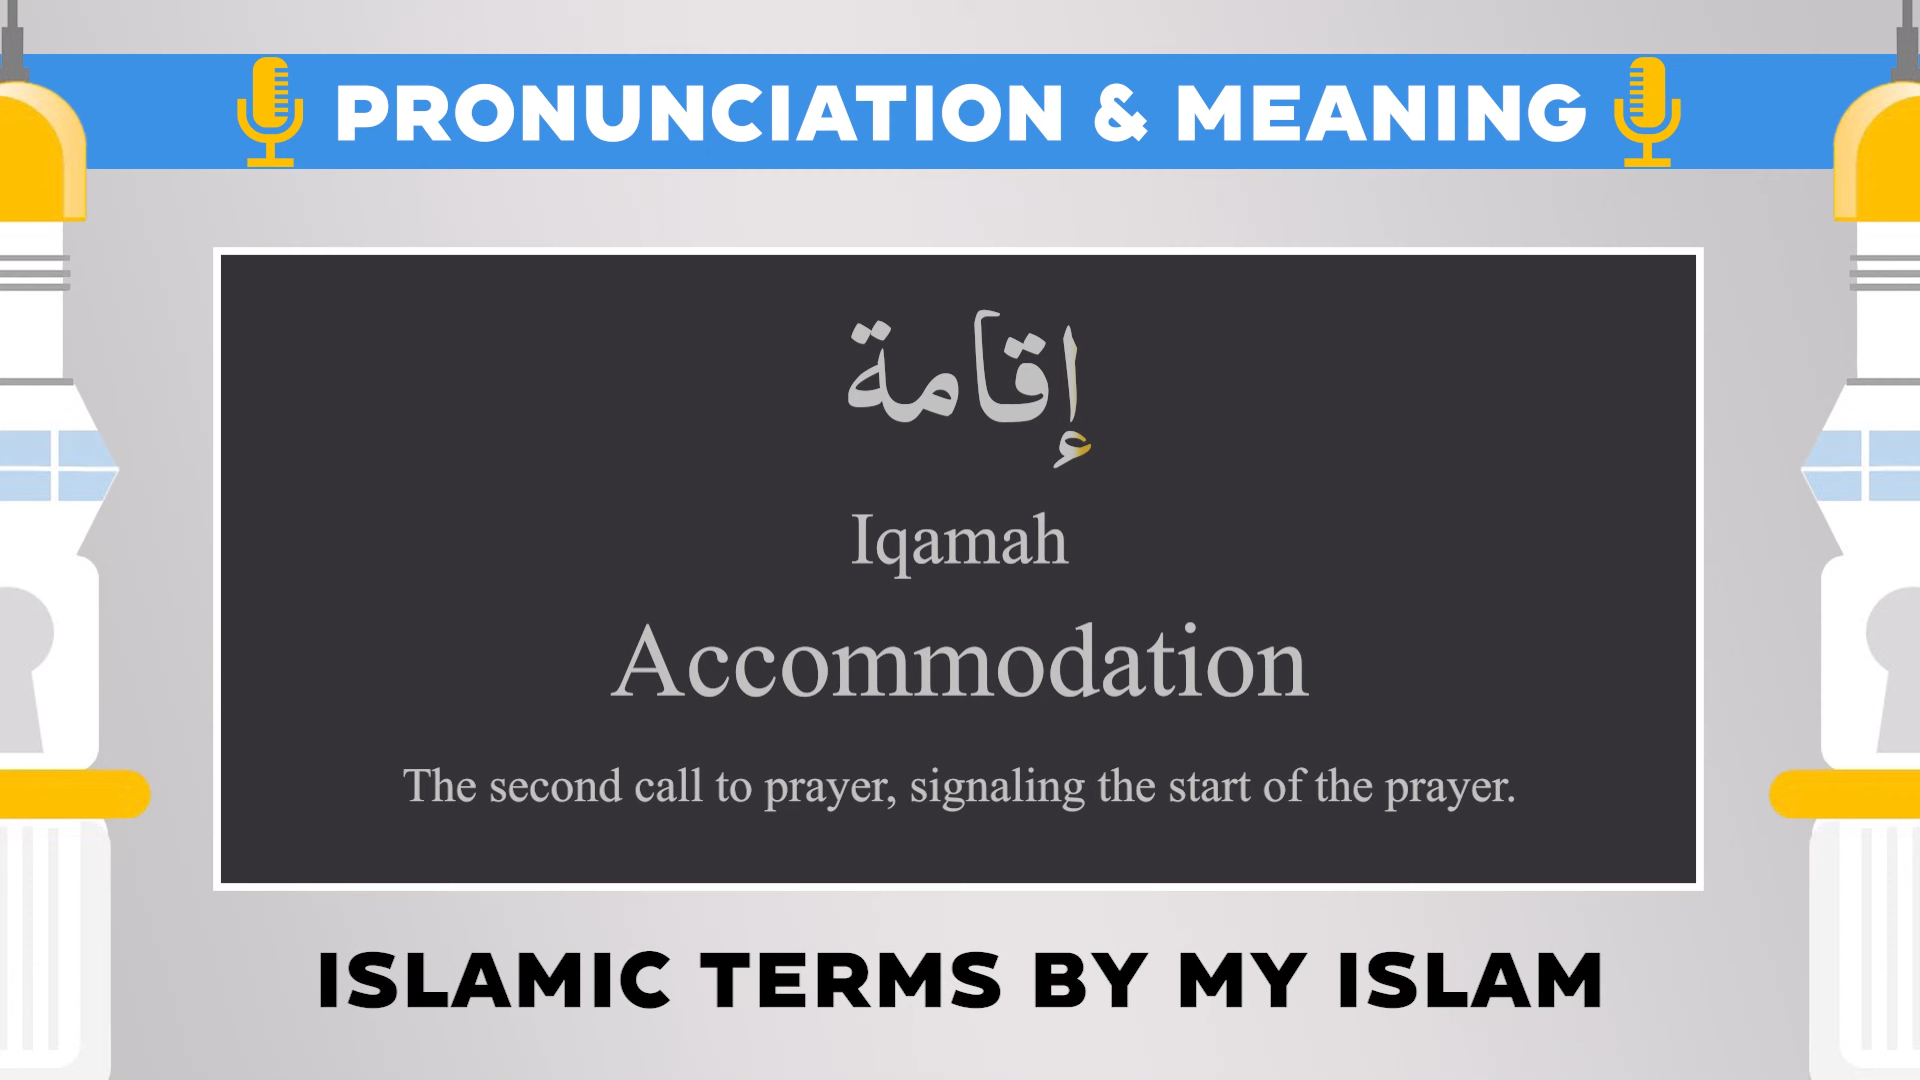 PRONUNCIATION & MEANING
إقامة
Iqamah
Accommodation
The second call to prayer, signaling the start of the prayer.
ISLAMIC TERMS BY MY ISLAM